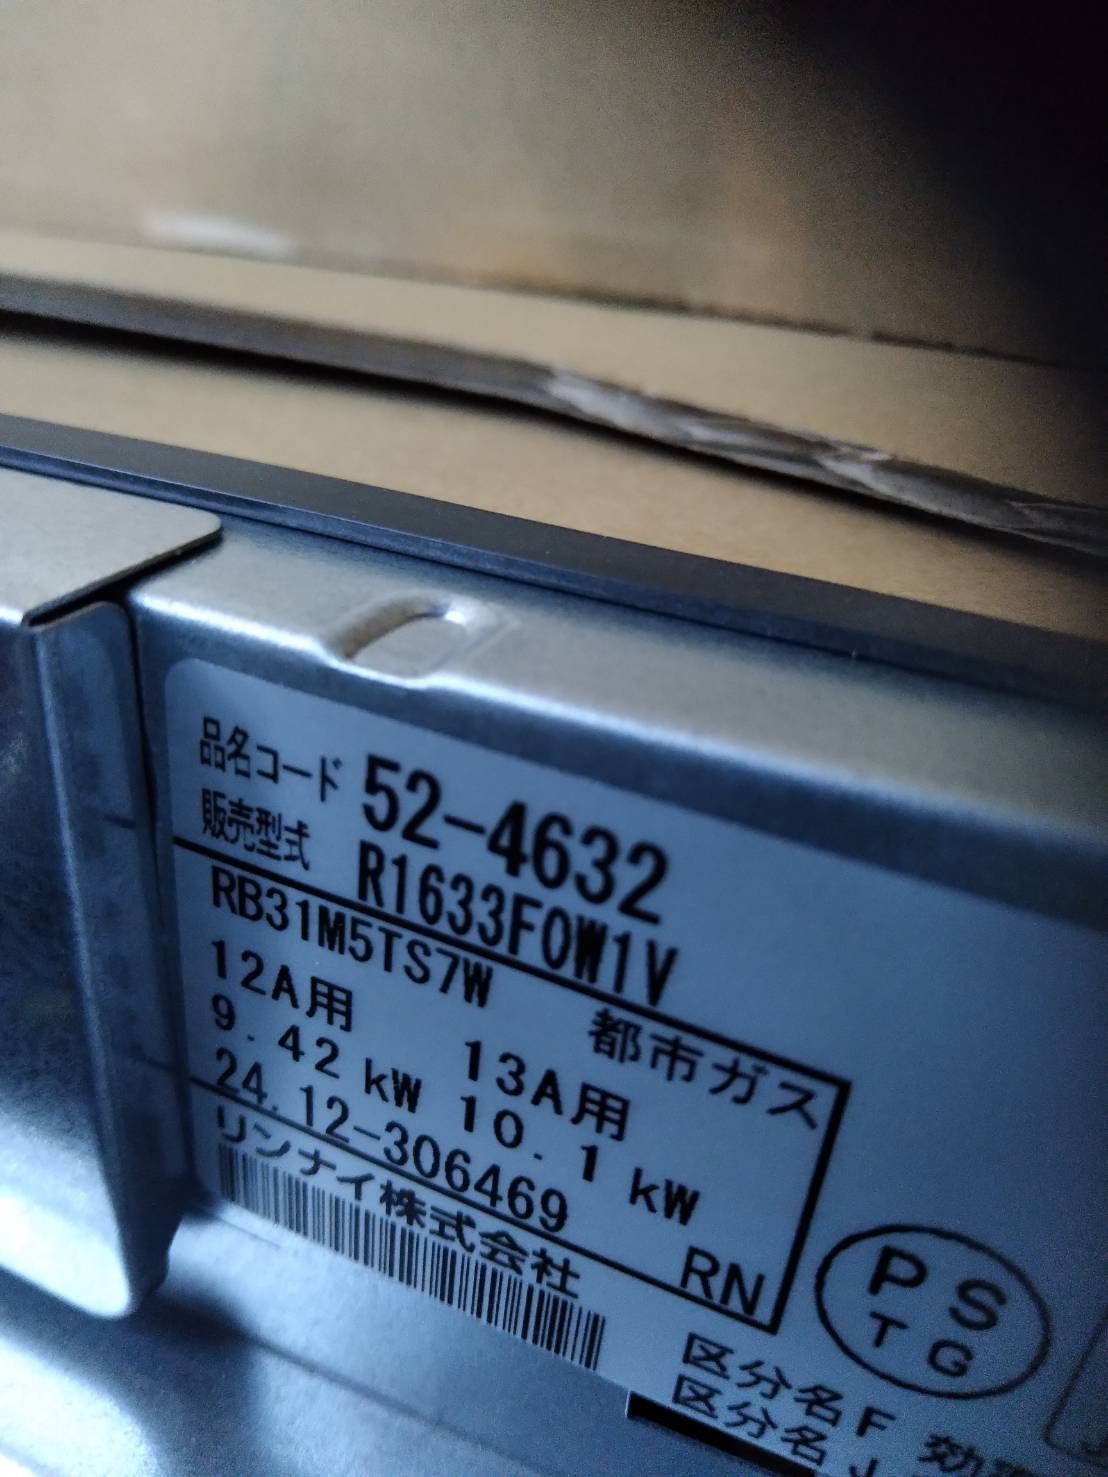 品名コード 52-4632
販売型式 R1633F0W1V
RB31M5TS7W 都市ガス
12A用 13A用
9.42 kW 10.1 kW
24.12-306469
リンナイ株式会社 RN
PS
TG
区分名 F 効
区分名 J